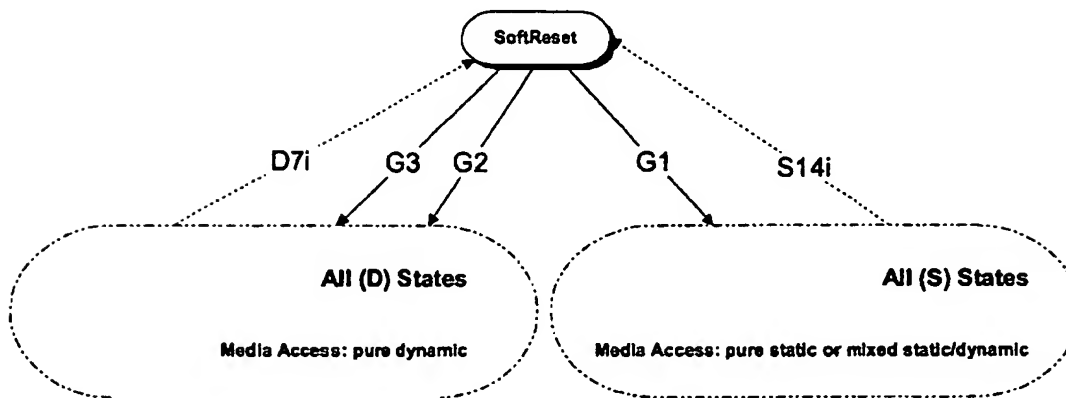 SoftReset
D7i
G3
G2
G1
S14i
All (D) States
All (S) States
Media Access: pure dynamic
Media Access: pure static or mixed static/dynamic